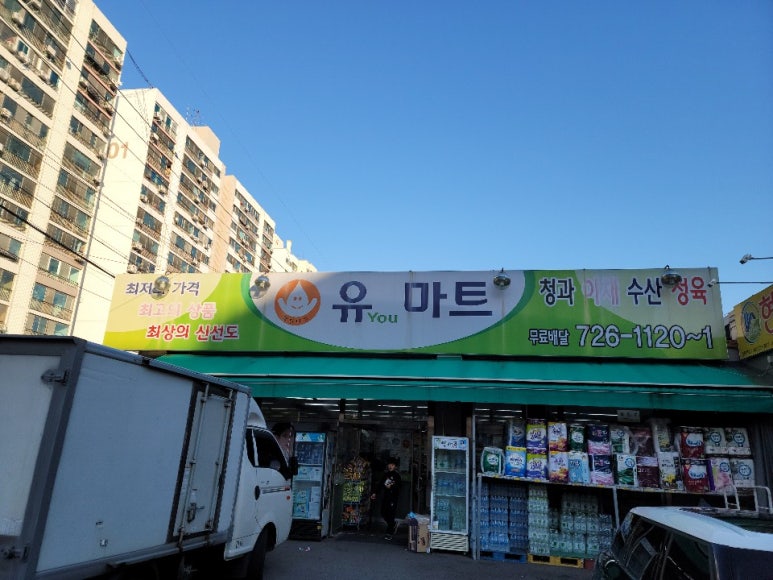 최저 가격
최고의 상품
최상의 신선도
유 마트
You
청과 야채 수산 정육
무료배달 726-1120~1
01